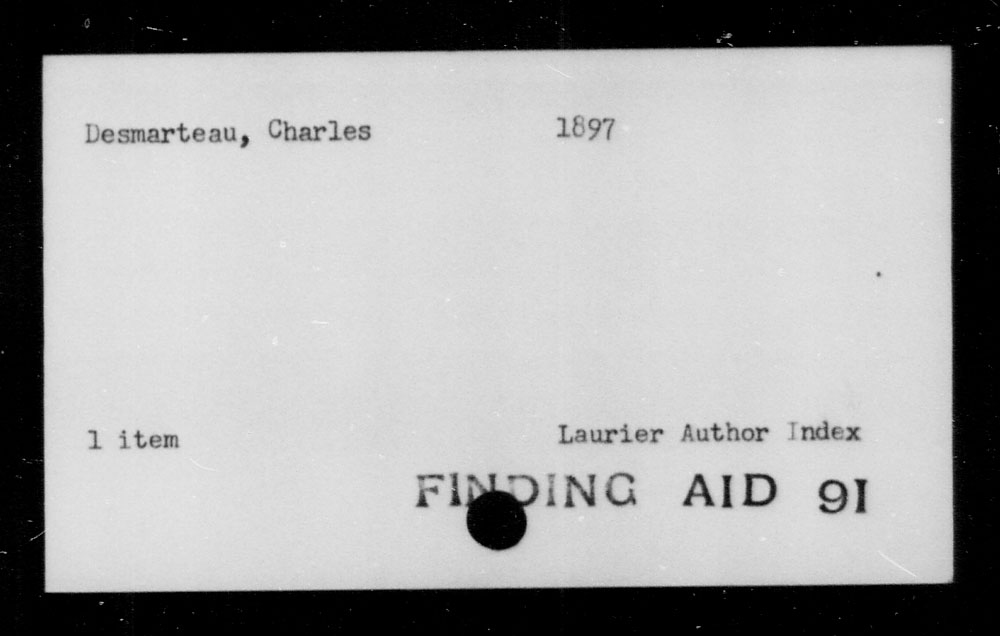 Desmarteau, Charles 1897
1 item Laurier Author Index
FINDING AID 91